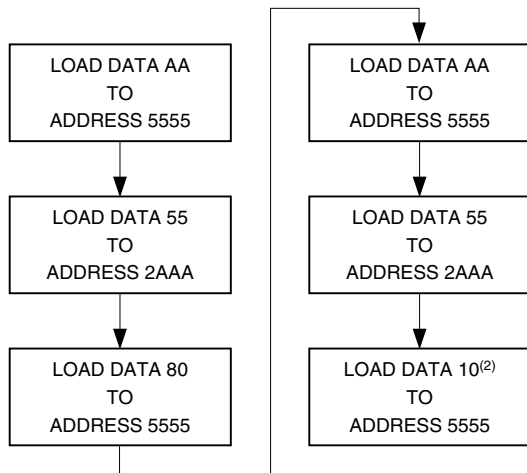 LOAD DATA AA
TO
ADDRESS 5555
LOAD DATA 55
TO
ADDRESS 2AAA
LOAD DATA 80
TO
ADDRESS 5555
LOAD DATA AA
TO
ADDRESS 5555
LOAD DATA 55
TO
ADDRESS 2AAA
LOAD DATA 10(2)
TO
ADDRESS 5555